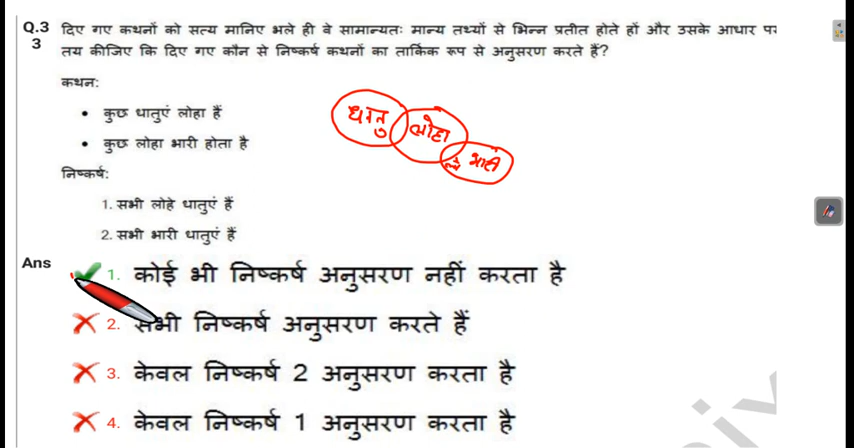 Q.3 दिए गए कथनों को सत्य मानिए भले ही वे सामान्यतः मान्य तथ्यों से भिन्न प्रतीत होते हों और उसके आधार पर
3 तय कीजिए कि दिए गए कौन से निष्कर्ष कथनों का तार्किक रूप से अनुसरण करते हैं?
कथन:
• कुछ धातुएं लोहा हैं
• कुछ लोहा भारी होता है
धातु लोहा भारी
निष्कर्ष:
1. सभी लोहे धातुएं हैं
2. सभी भारी धातुएं हैं
Ans
1. कोई भी निष्कर्ष अनुसरण नहीं करता है
2. सभी निष्कर्ष अनुसरण करते हैं
3. केवल निष्कर्ष 2 अनुसरण करता है
4. केवल निष्कर्ष 1 अनुसरण करता है